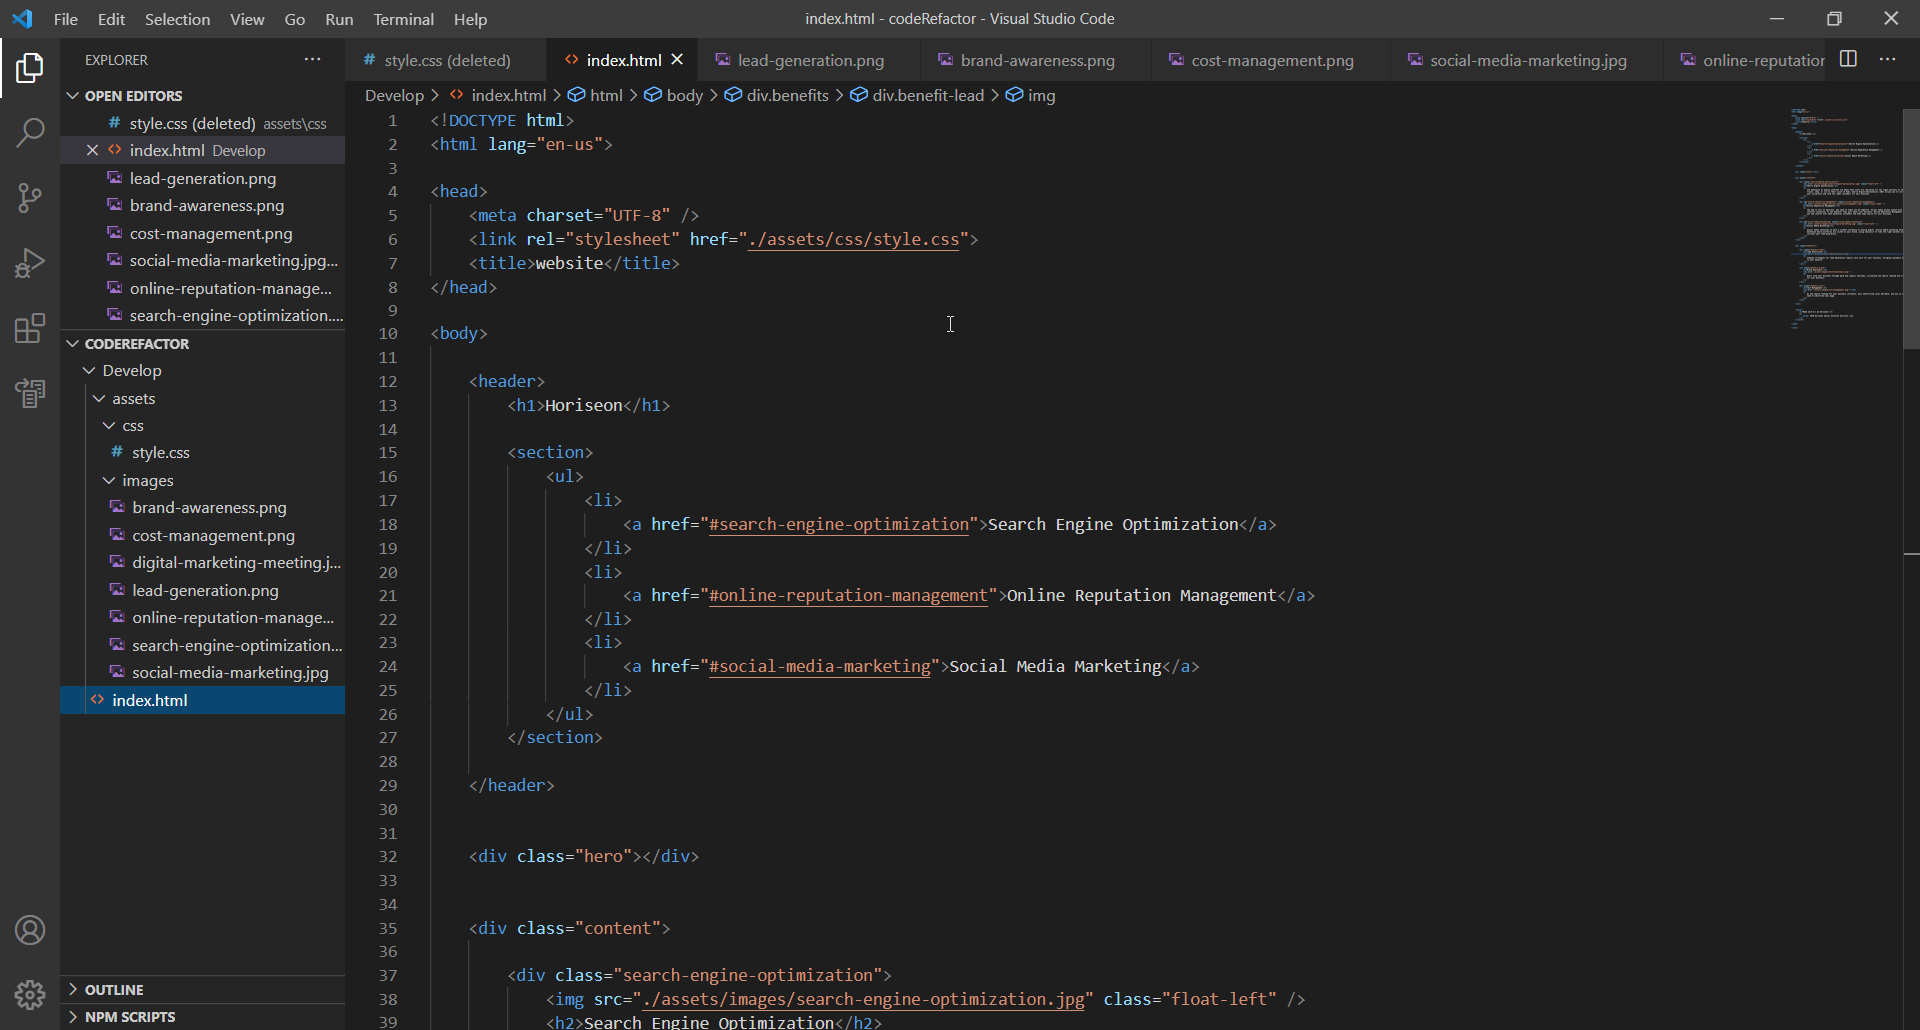 File Edit Selection View Go Run Terminal Help
index.html - codeRefactor - Visual Studio Code
EXPLORER
OPEN EDITORS
style.css (deleted) assets\css
index.html Develop
lead-generation.png
brand-awareness.png
cost-management.png
social-media-marketing.jpg...
online-reputation-manage...
search-engine-optimization....
CODEREFACTOR
Develop
assets
css
style.css
images
brand-awareness.png
cost-management.png
digital-marketing-meeting.j...
lead-generation.png
online-reputation-manage...
search-engine-optimization...
social-media-marketing.jpg
index.html
OUTLINE
NPM SCRIPTS
style.css (deleted) index.html lead-generation.png brand-awareness.png cost-management.png social-media-marketing.jpg online-reputation
Develop > index.html > html > body > div.benefits > div.benefit-lead > img
1 <!DOCTYPE html>
2 <html lang="en-us">
3
4 <head>
5 <meta charset="UTF-8" />
6 <link rel="stylesheet" href="./assets/css/style.css">
7 <title>website</title>
8 </head>
9
10 <body>
11
12 <header>
13 <h1>Horiseon</h1>
14
15 <section>
16 <ul>
17 <li>
18 <a href="#search-engine-optimization">Search Engine Optimization</a>
19 </li>
20 <li>
21 <a href="#online-reputation-management">Online Reputation Management</a>
22 </li>
23 <li>
24 <a href="#social-media-marketing">Social Media Marketing</a>
25 </li>
26 </ul>
27 </section>
28
29 </header>
30
31
32 <div class="hero"></div>
33
34
35 <div class="content">
36
37 <div class="search-engine-optimization">
38 <img src="./assets/images/search-engine-optimization.jpg" class="float-left" />
39 <h2>Search Engine Optimization</h2>